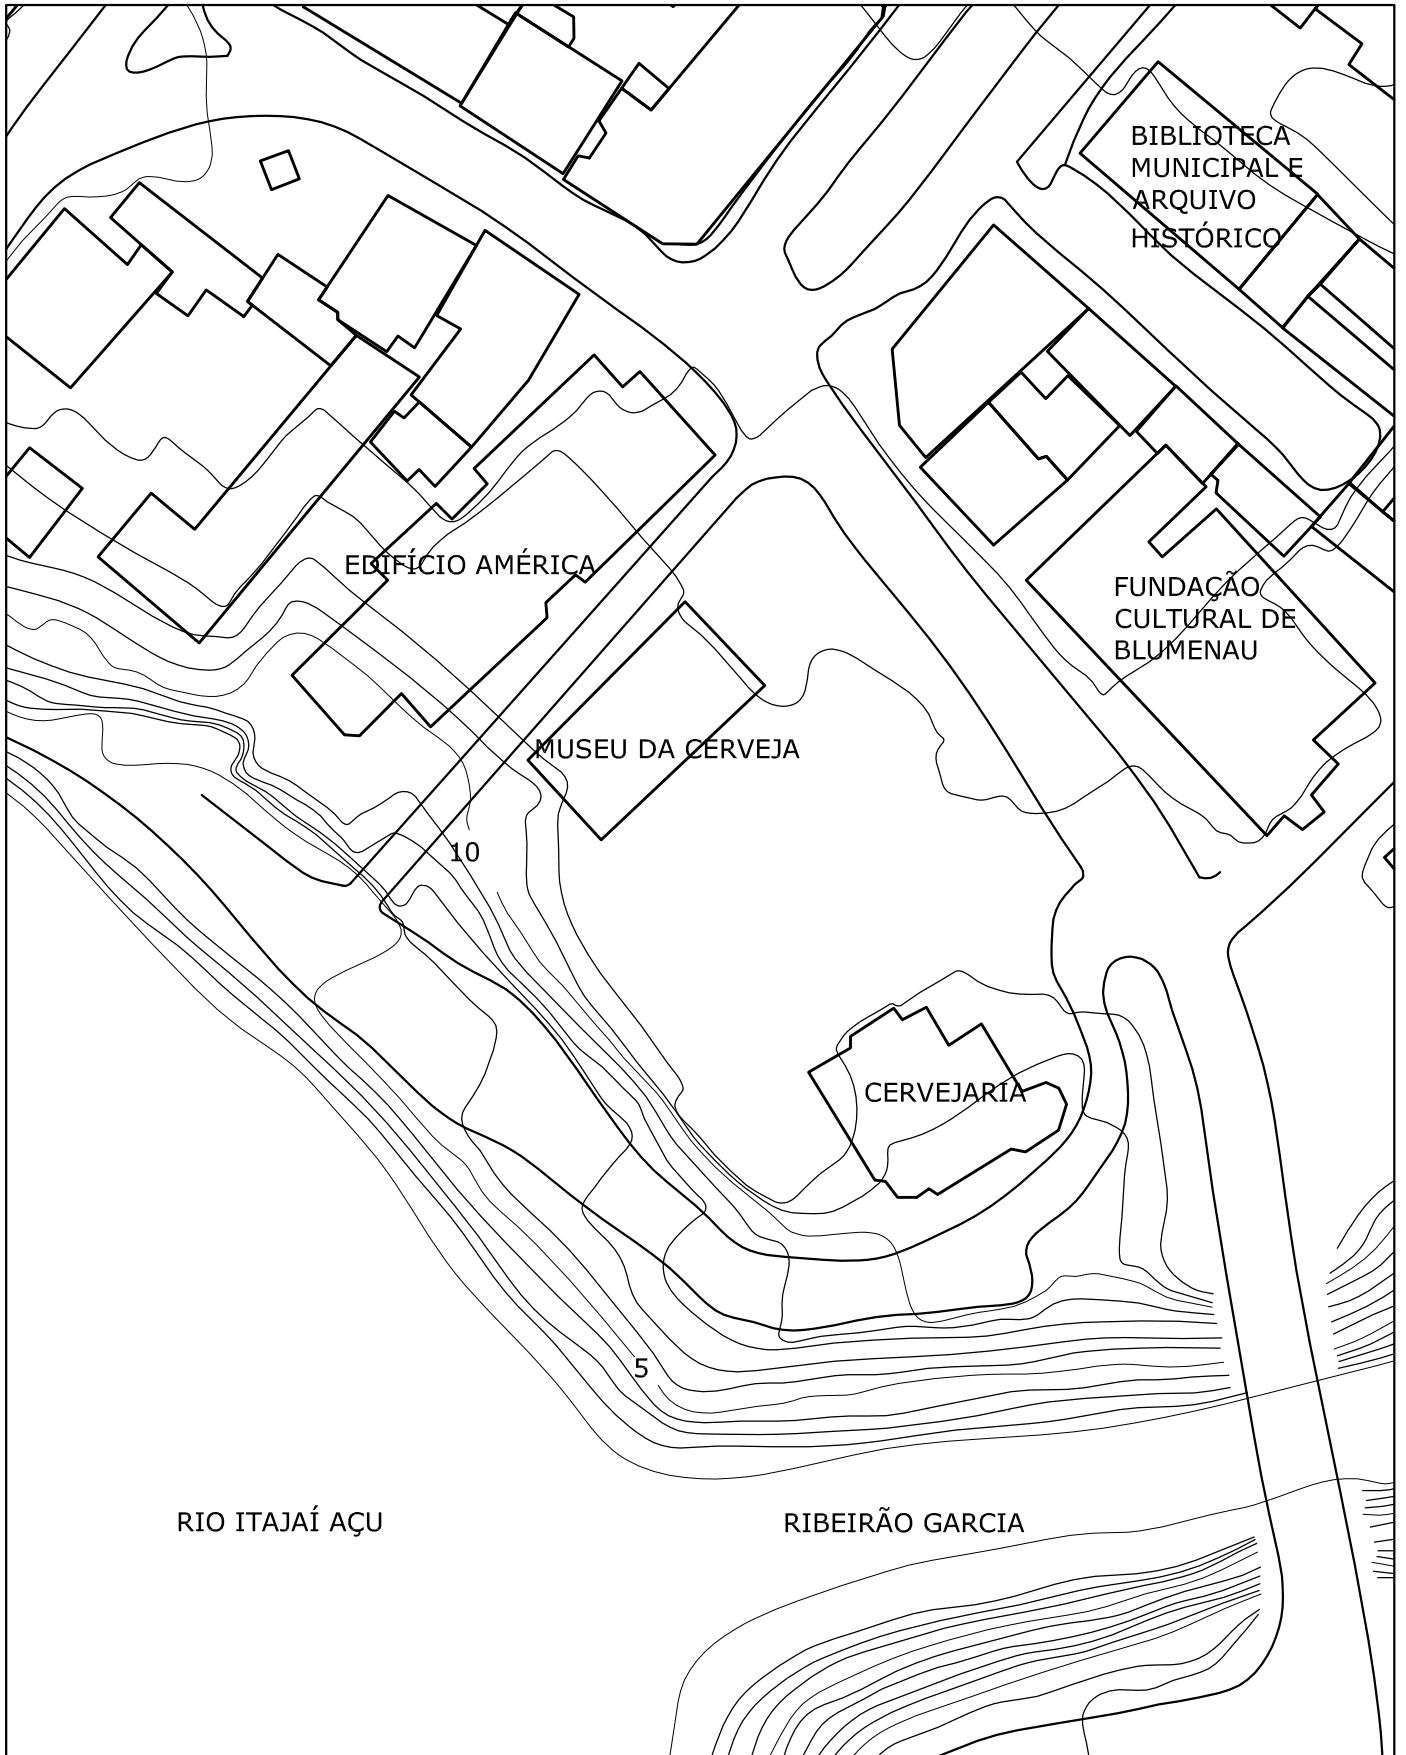 BIBLIOTECA
MUNICIPAL E
ARQUIVO
HISTÓRICO
EDIFÍCIO AMÉRICA
FUNDAÇÃO
CULTURAL DE
BLUMENAU
MUSEU DA CERVEJA
10
CERVEJARIA
5
RIO ITAJAÍ AÇU
RIBEIRÃO GARCIA